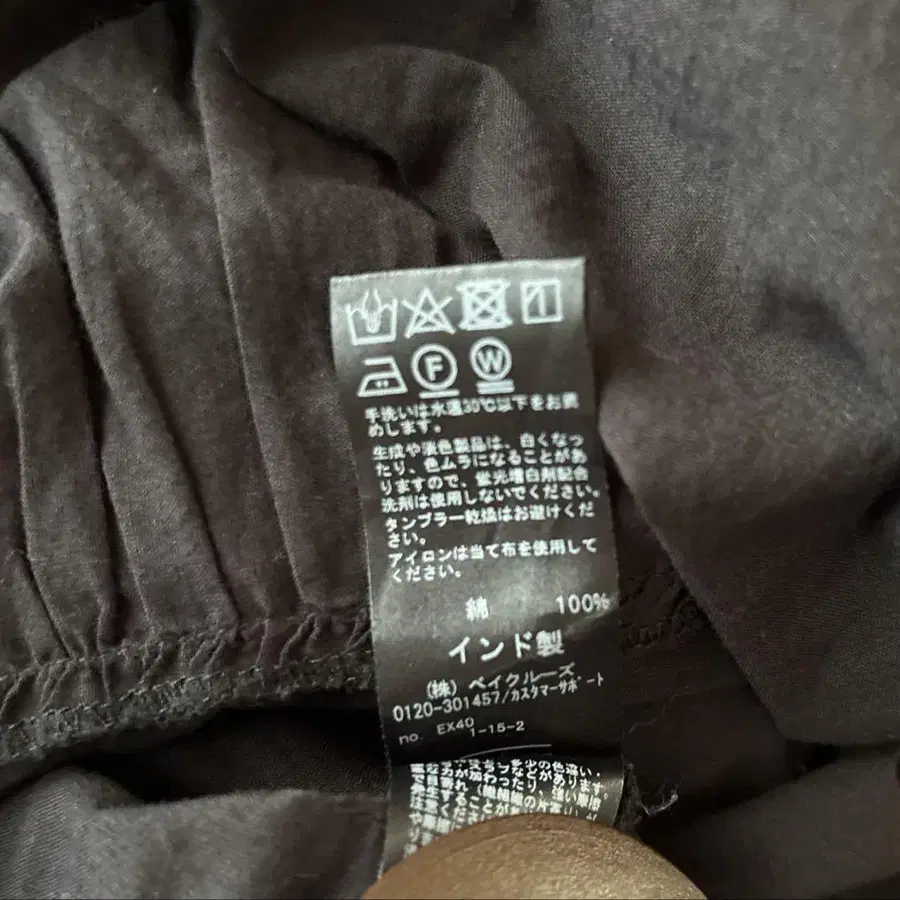 F W
手洗いは水温30℃以下をお奨
めします。
生成や淡色製品は、白くなっ
たり、色ムラになることがあ
りますので、蛍光増白剤配合
洗剤は使用しないでください。
タンブラー乾燥はお避けくだ
さい。
アイロンは当て布を使用して
ください。
綿 100%
インド製
(株) ベイクルーズ
0120-301457/カスタマーサポート
no. EX40
1-15-2